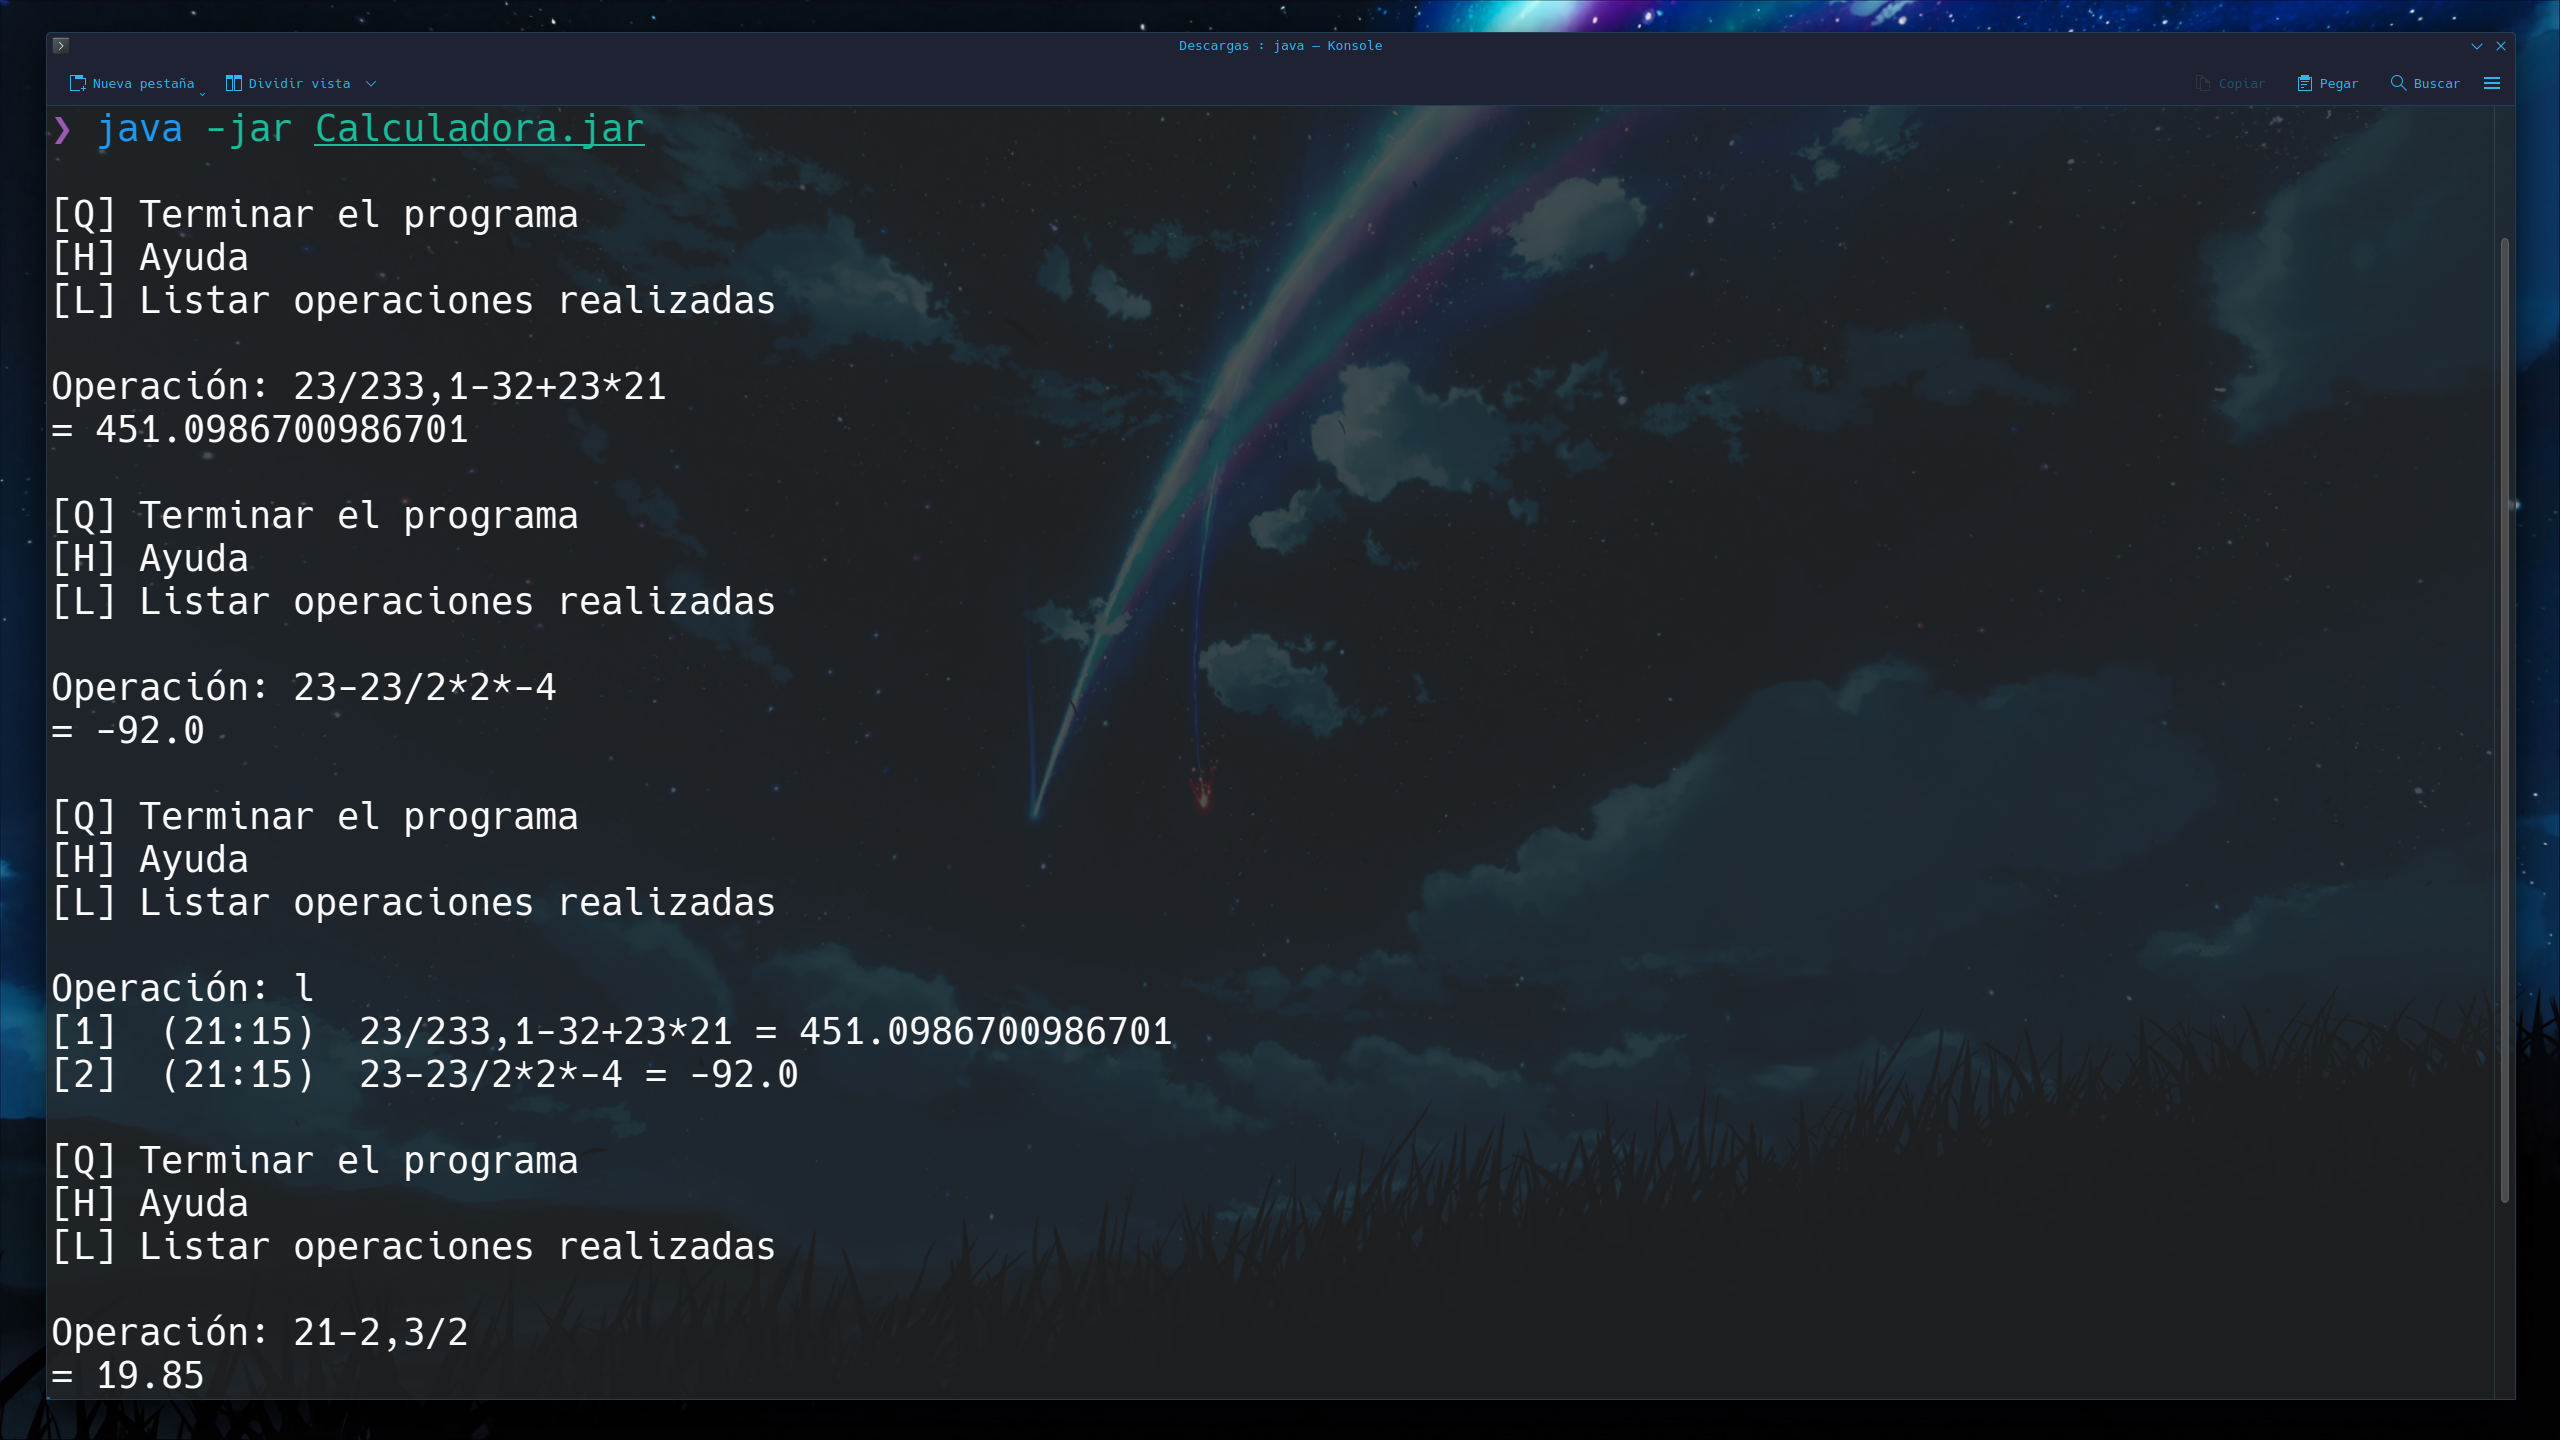 Descargas : java — Konsole
Nueva pestaña
Dividir vista
Copiar
Pegar
Buscar
❯ java -jar Calculadora.jar
[Q] Terminar el programa
[H] Ayuda
[L] Listar operaciones realizadas
Operación: 23/233,1-32+23*21
= 451.0986700986701
[Q] Terminar el programa
[H] Ayuda
[L] Listar operaciones realizadas
Operación: 23-23/2*2*-4
= -92.0
[Q] Terminar el programa
[H] Ayuda
[L] Listar operaciones realizadas
Operación: l
[1]  (21:15)  23/233,1-32+23*21 = 451.0986700986701
[2]  (21:15)  23-23/2*2*-4 = -92.0
[Q] Terminar el programa
[H] Ayuda
[L] Listar operaciones realizadas
Operación: 21-2,3/2
= 19.85